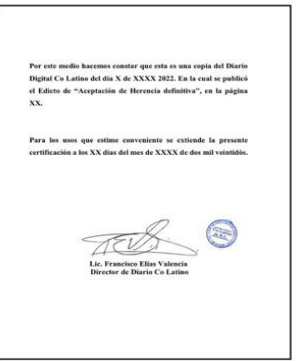 Por este medio hacemos constar que esta es una copia del Diario
Digital Co Latino del día X de XXXX 2022. En la cual se publicó
el Edicto de “Aceptación de Herencia definitiva”, en la página
XX.
Para los usos que estime conveniente se extiende la presente
certificación a los XX días del mes de XXXX de dos mil veintidós.
Lic. Francisco Elías Valencia
Director de Diario Co Latino